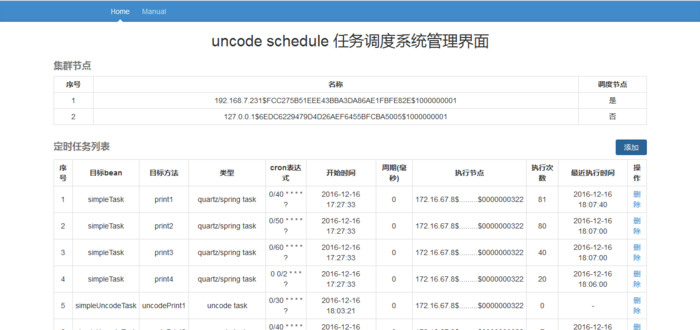 Home Manual
uncode schedule 任务调度系统管理界面
集群节点
序号 名称 调度节点
1 192.168.7.231$FCC275B51EEE43BBA3DA86AE1FBFE82E$1000000001 是
2 127.0.0.1$6EDC6229479D4D26AEF6455BFCBA5005$1000000001 否
定时任务列表 添加
序号 目标bean 目标方法 类型 cron表达式 开始时间 周期(毫秒) 执行节点 执行次数 最近执行时间 操作
1 simpleTask print1 quartz/spring task 0/40 * * * * ? 2016-12-16 17:27:33 0 172.16.67.8$.........$0000000322 81 2016-12-16 18:07:40 删除
2 simpleTask print2 quartz/spring task 0/50 * * * * ? 2016-12-16 17:27:33 0 172.16.67.8$.........$0000000322 80 2016-12-16 18:07:00 删除
3 simpleTask print3 quartz/spring task 0/60 * * * * ? 2016-12-16 17:27:33 0 172.16.67.8$.........$0000000322 40 2016-12-16 18:07:00 删除
4 simpleTask print4 quartz/spring task 0 0/2 * * * ? 2016-12-16 17:27:33 0 172.16.67.8$.........$0000000322 20 2016-12-16 18:06:00 删除
5 simpleUncodeTask uncodePrint1 uncode task 0/30 * * * * ? 2016-12-16 18:03:21 0 172.16.67.8$.........$0000000322 0 - 删除
0/40 * * * * 2016-12-16 2016-12-16